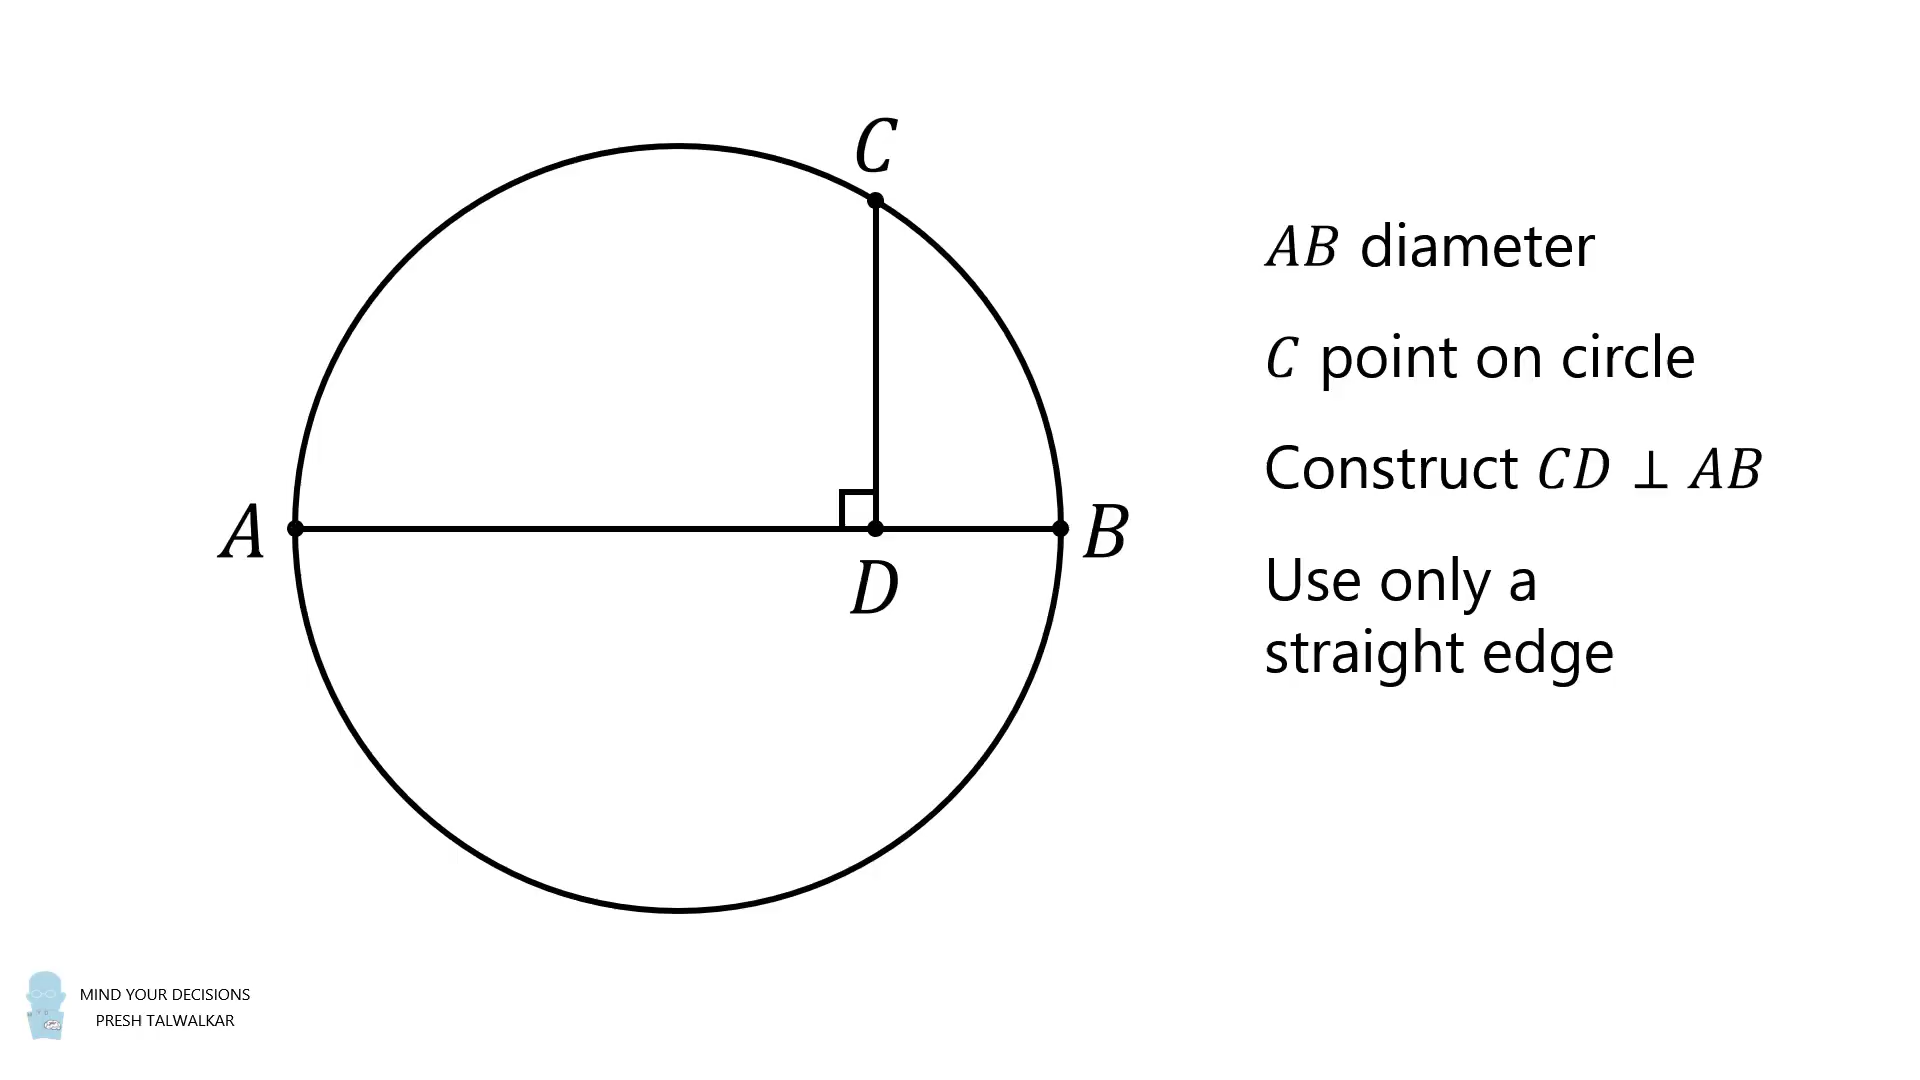 C
A
B
D
AB diameter
C point on circle
Construct CD ⊥ AB
Use only a
straight edge
MIND YOUR DECISIONS
PRESH TALWALKAR